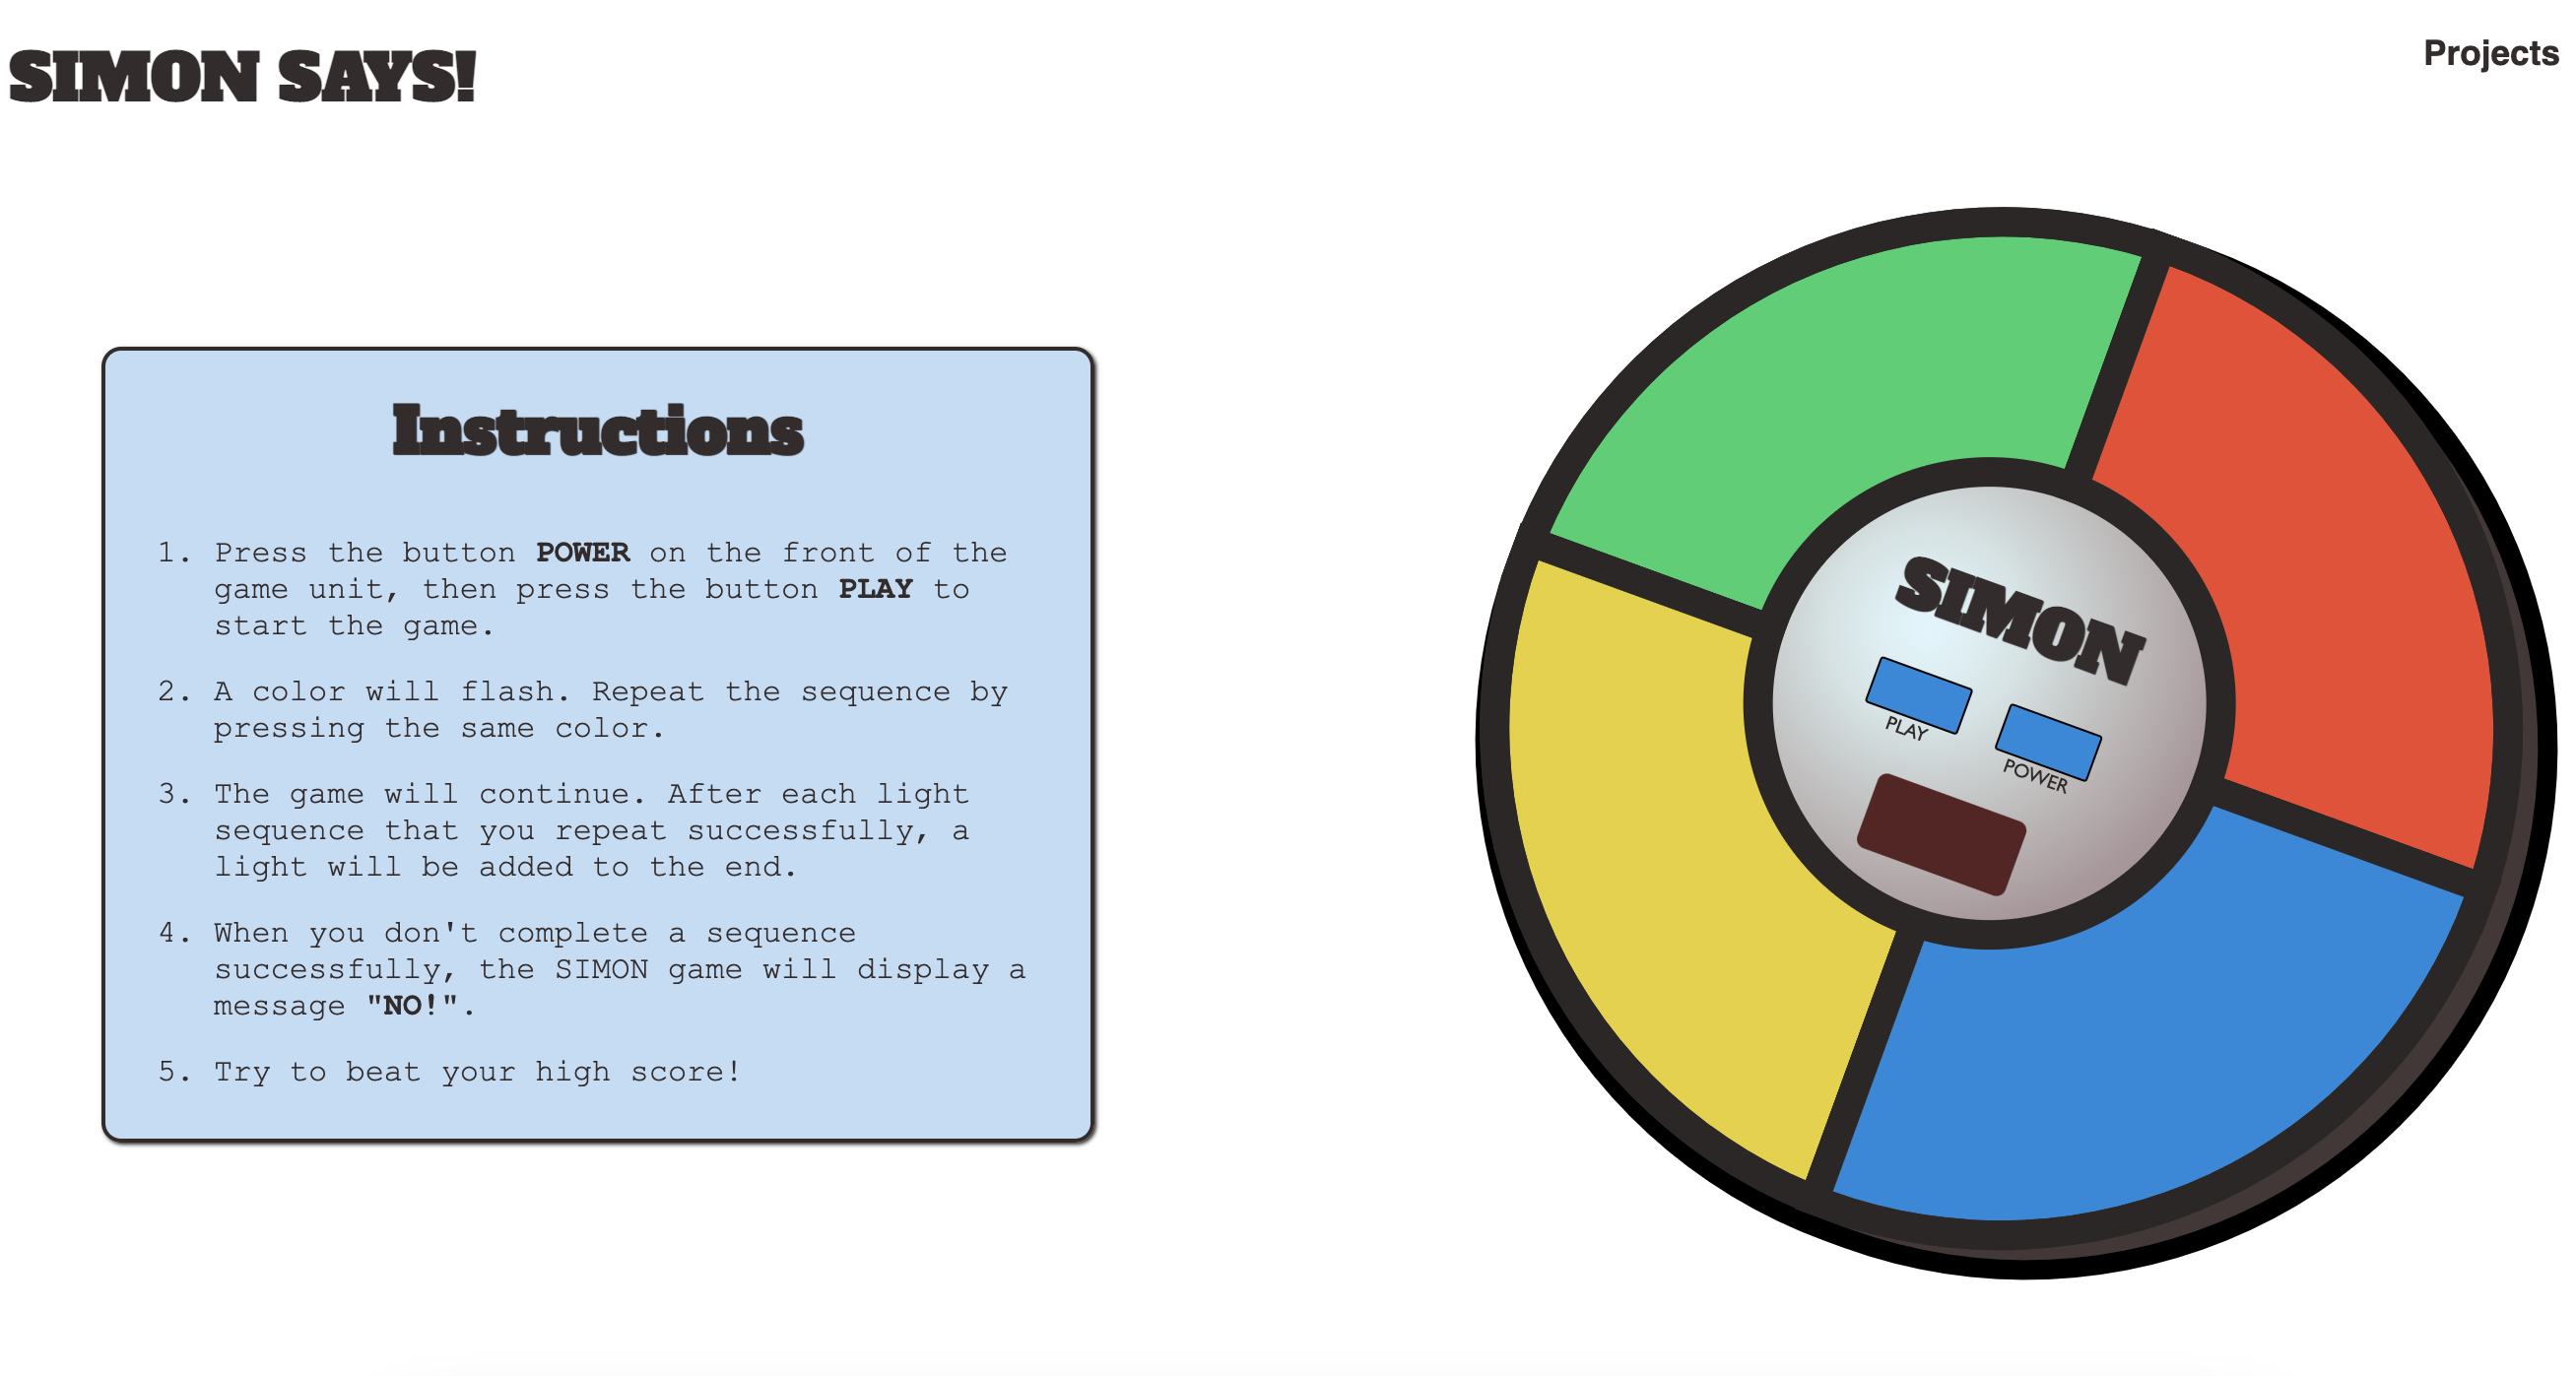 SIMON SAYS!
Projects
Instructions
1. Press the button POWER on the front of the
game unit, then press the button PLAY to
start the game.
2. A color will flash. Repeat the sequence by
pressing the same color.
3. The game will continue. After each light
sequence that you repeat successfully, a
light will be added to the end.
4. When you don't complete a sequence
successfully, the SIMON game will display a
message "NO!".
5. Try to beat your high score!
SIMON
PLAY
POWER